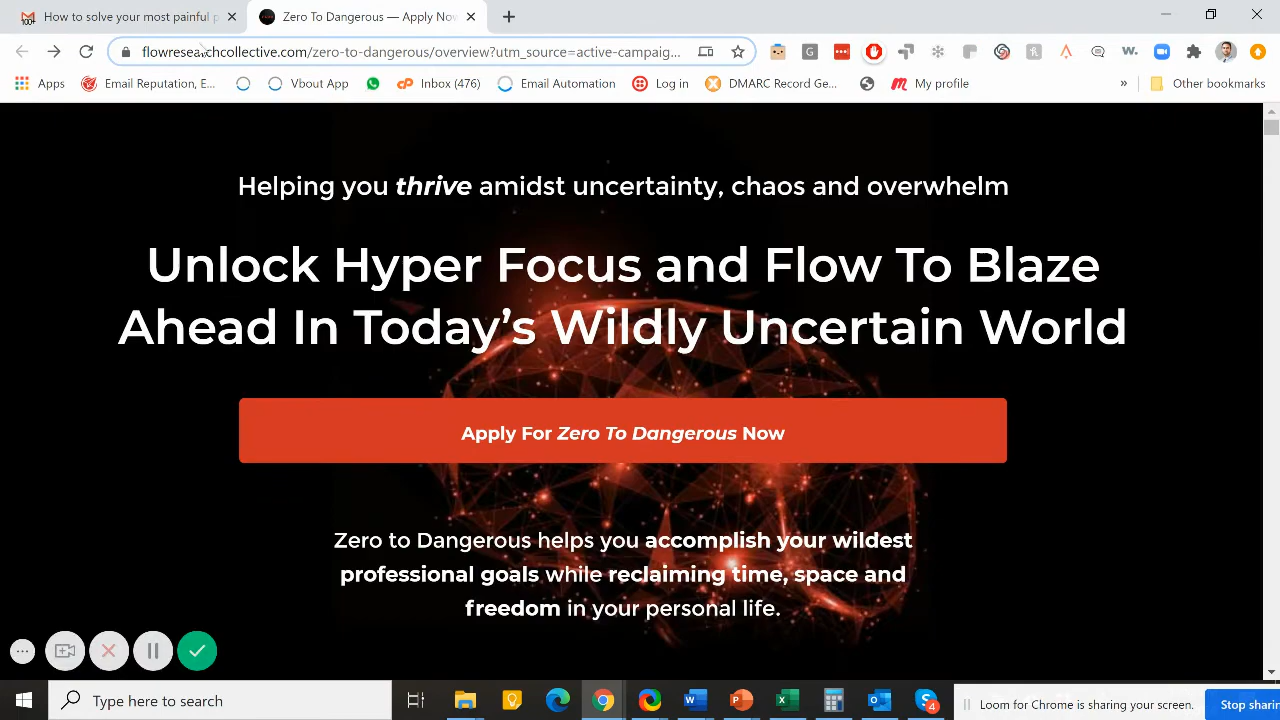 How to solve your most painful p
Zero To Dangerous — Apply Now
flowresearchcollective.com/zero-to-dangerous/overview?utm_source=active-campaig...
Apps
Email Reputation, E...
Vbout App
Inbox (476)
Email Automation
Log in
DMARC Record Ge...
My profile
»
Other bookmarks
Helping you thrive amidst uncertainty, chaos and overwhelm
Unlock Hyper Focus and Flow To Blaze
Ahead In Today’s Wildly Uncertain World
Apply For Zero To Dangerous Now
Zero to Dangerous helps you accomplish your wildest
professional goals while reclaiming time, space and
freedom in your personal life.
Type here to search
4
Loom for Chrome is sharing your screen.
Stop sharin